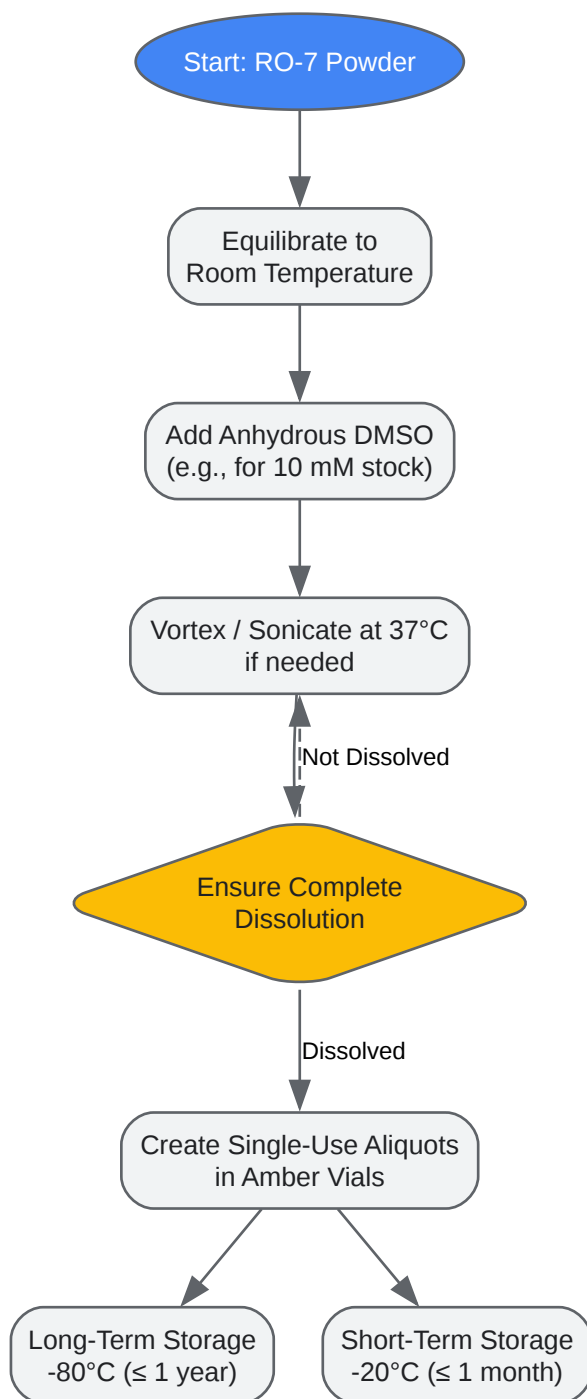 Start: RO-7 Powder
Equilibrate to
Room Temperature
Add Anhydrous DMSO
(e.g., for 10 mM stock)
Vortex / Sonicate at 37°C
if needed
Not Dissolved
Ensure Complete
Dissolution
Dissolved
Create Single-Use Aliquots
in Amber Vials
Long-Term Storage
-80°C (≤ 1 year)
Short-Term Storage
-20°C (≤ 1 month)